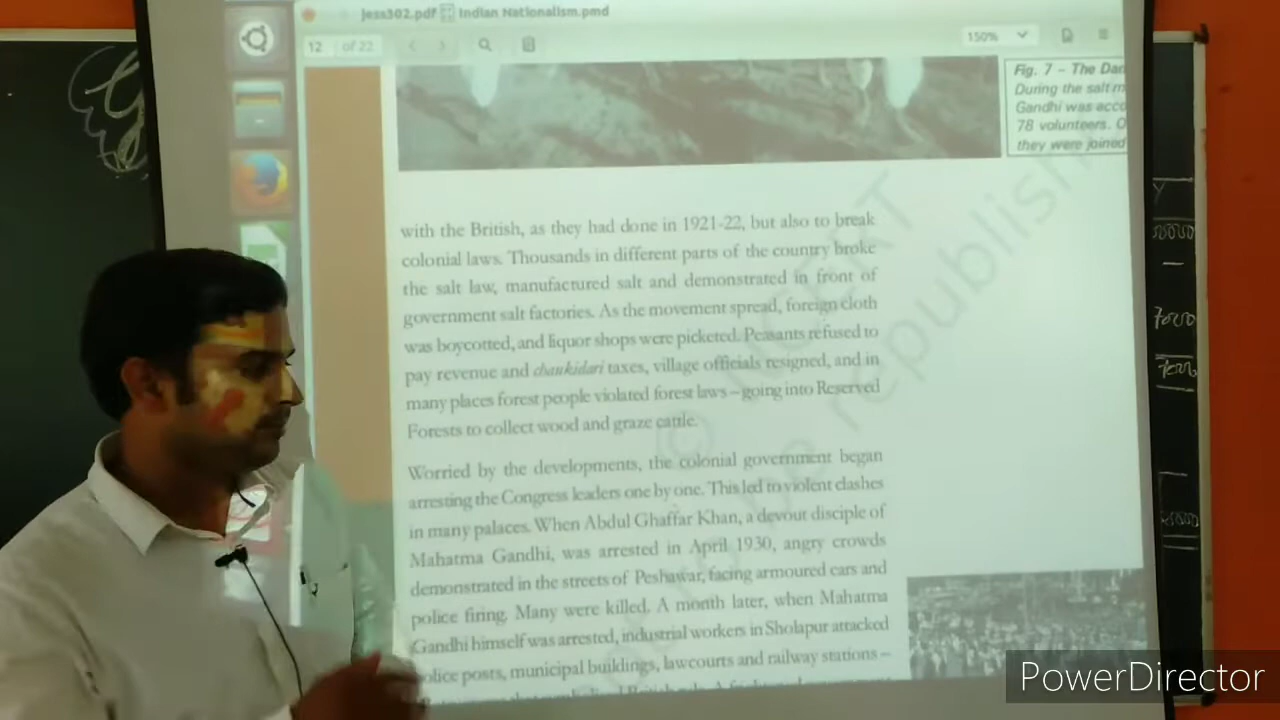 jess302.pdf Indian Nationalism.pmd
12 of 22
150%
Fig. 7 – The Dan
During the salt m
Gandhi was acco
78 volunteers. O
they were joined
with the British, as they had done in 1921-22, but also to break
colonial laws. Thousands in different parts of the country broke
the salt law, manufactured salt and demonstrated in front of
government salt factories. As the movement spread, foreign cloth
was boycotted, and liquor shops were picketed. Peasants refused to
pay revenue and chaukidari taxes, village officials resigned, and in
many places forest people violated forest laws – going into Reserved
Forests to collect wood and graze cattle.
Worried by the developments, the colonial government began
arresting the Congress leaders one by one. This led to violent clashes
in many palaces. When Abdul Ghaffar Khan, a devout disciple of
Mahatma Gandhi, was arrested in April 1930, angry crowds
demonstrated in the streets of Peshawar, facing armoured cars and
police firing. Many were killed. A month later, when Mahatma
Gandhi himself was arrested, industrial workers in Sholapur attacked
olice posts, municipal buildings, lawcourts and railway stations –
© NCERT
be republish
7000
PowerDirector